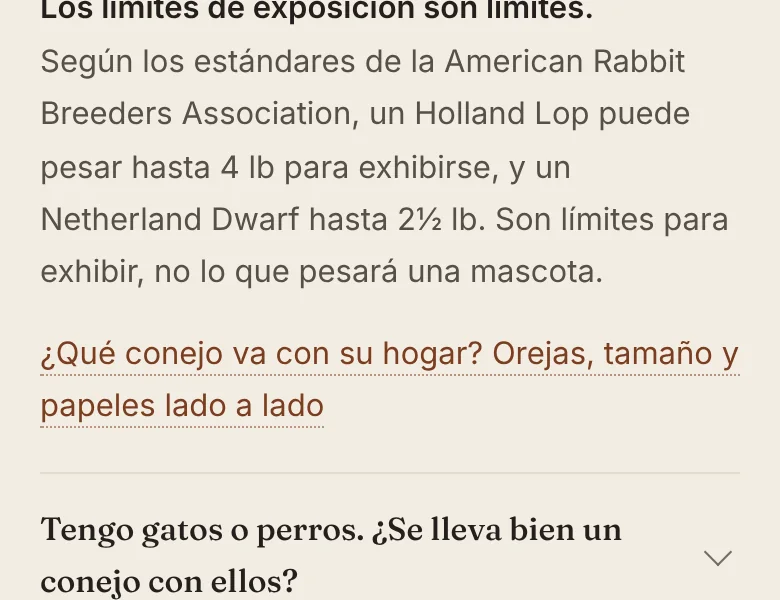 Los límites de exposición son límites.
Según los estándares de la American Rabbit
Breeders Association, un Holland Lop puede
pesar hasta 4 lb para exhibirse, y un
Netherland Dwarf hasta 2½ lb. Son límites para
exhibir, no lo que pesará una mascota.
¿Qué conejo va con su hogar? Orejas, tamaño y
papeles lado a lado
Tengo gatos o perros. ¿Se lleva bien un
conejo con ellos?